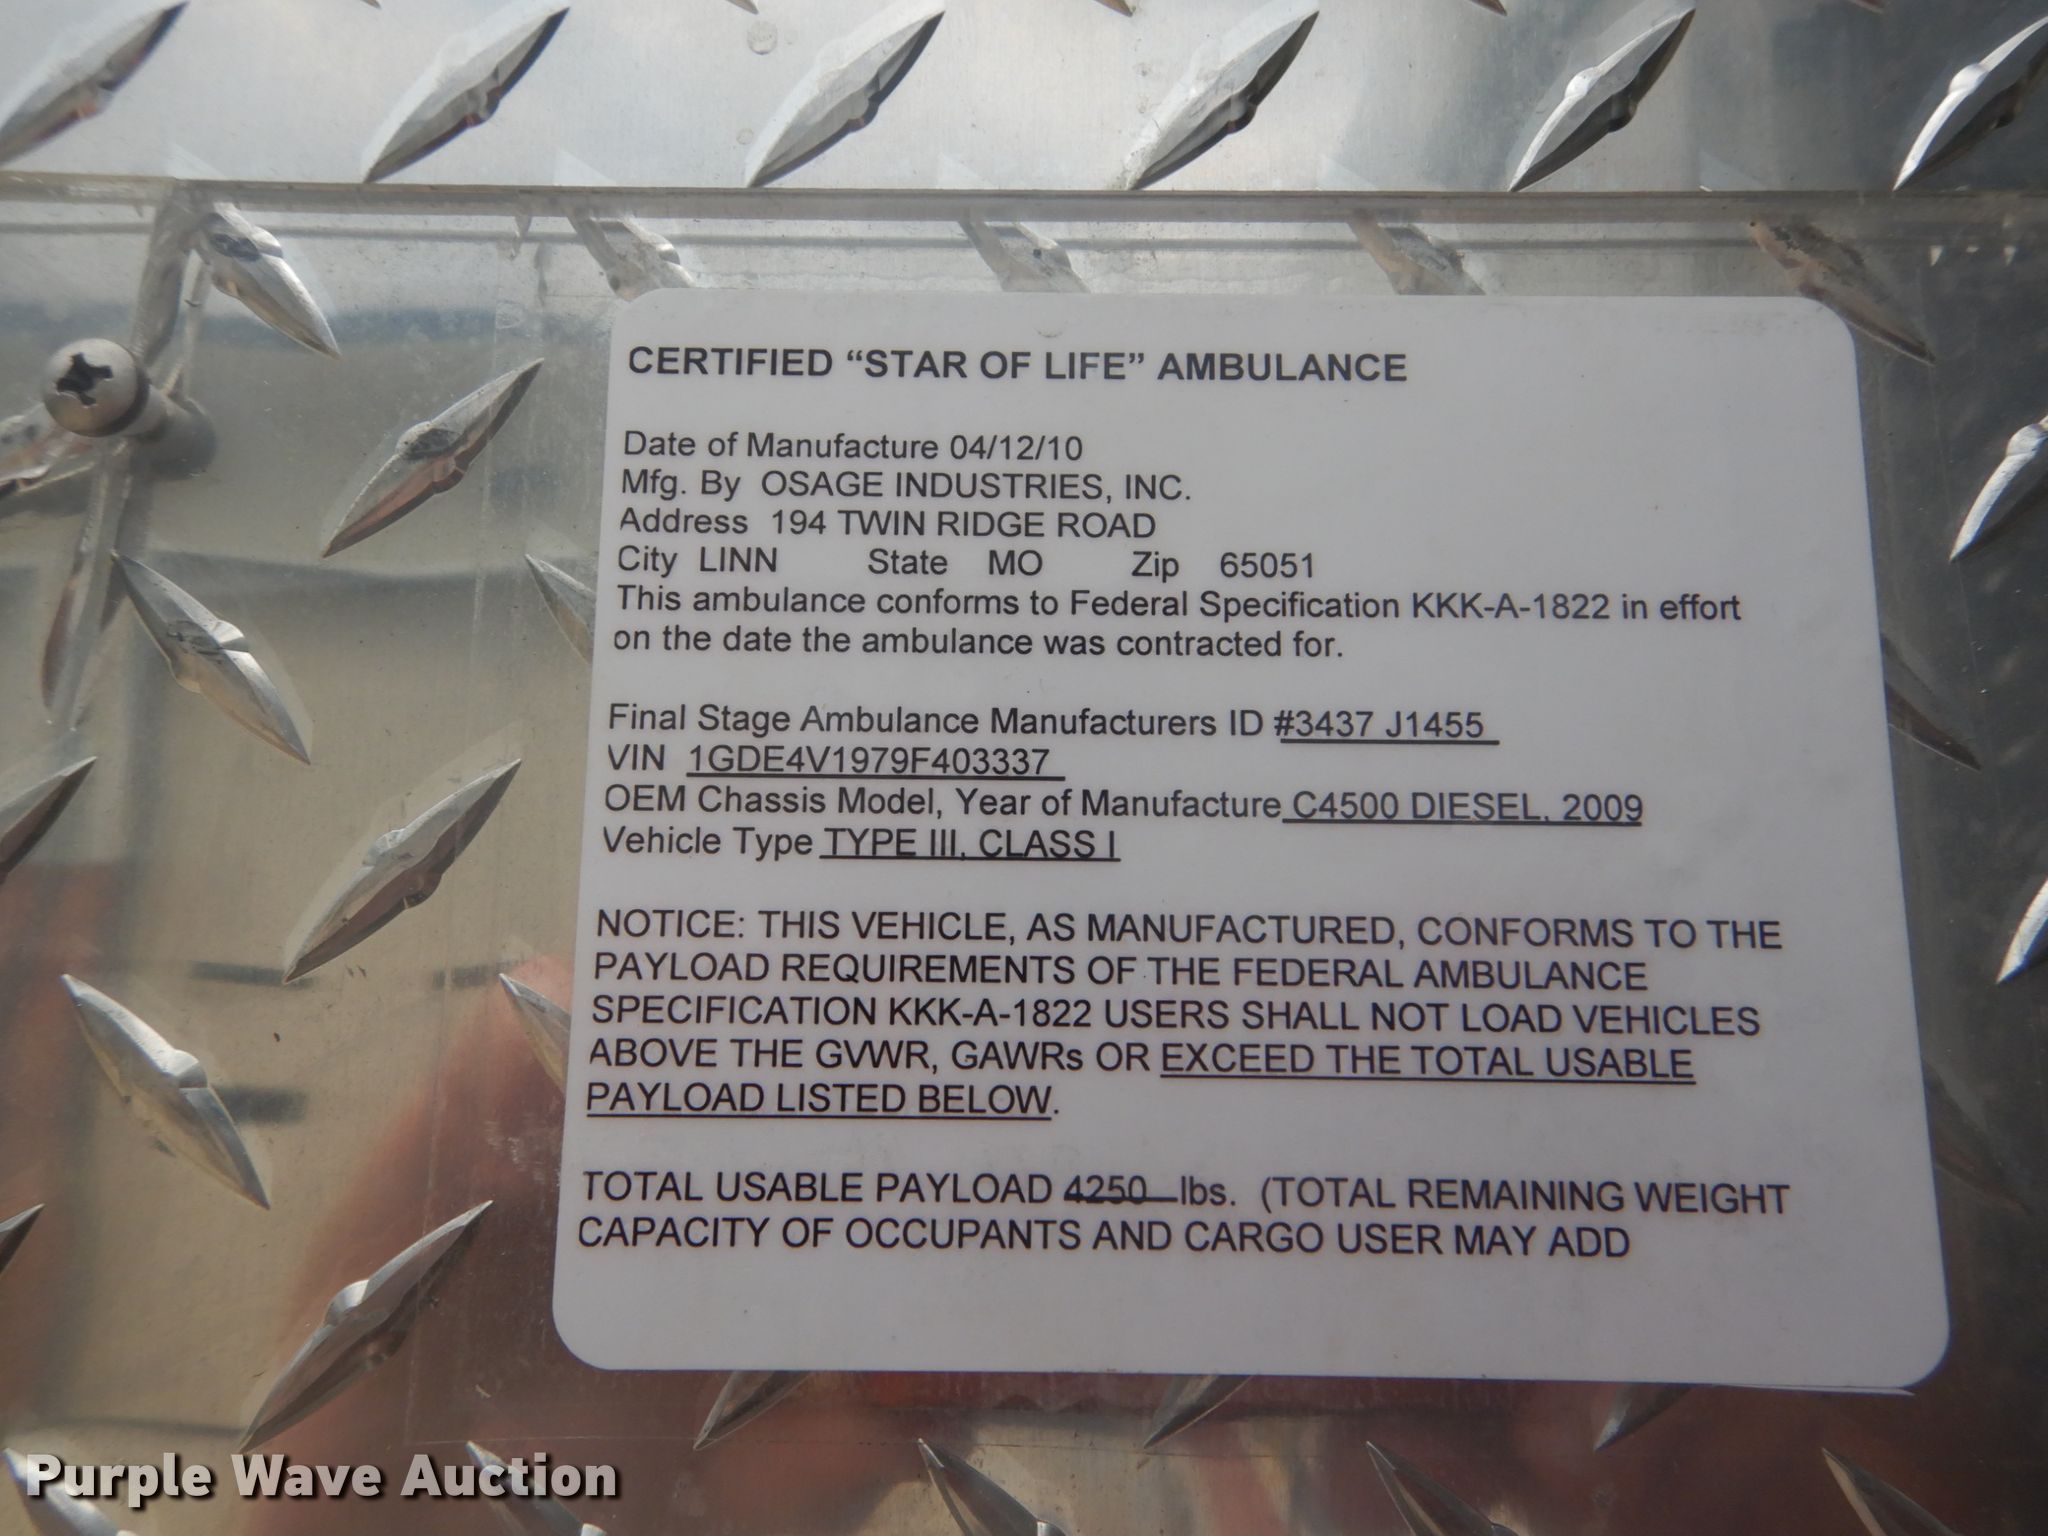 CERTIFIED “STAR OF LIFE” AMBULANCE
Date of Manufacture 04/12/10
Mfg. By OSAGE INDUSTRIES, INC.
Address 194 TWIN RIDGE ROAD
City LINN State MO Zip 65051
This ambulance conforms to Federal Specification KKK-A-1822 in effort
on the date the ambulance was contracted for.
Final Stage Ambulance Manufacturers ID #3437 J1455
VIN 1GDE4V1979F403337
OEM Chassis Model, Year of Manufacture C4500 DIESEL, 2009
Vehicle Type TYPE III, CLASS I
NOTICE: THIS VEHICLE, AS MANUFACTURED, CONFORMS TO THE
PAYLOAD REQUIREMENTS OF THE FEDERAL AMBULANCE
SPECIFICATION KKK-A-1822 USERS SHALL NOT LOAD VEHICLES
ABOVE THE GVWR, GAWRs OR EXCEED THE TOTAL USABLE
PAYLOAD LISTED BELOW.
TOTAL USABLE PAYLOAD 4250 lbs. (TOTAL REMAINING WEIGHT
CAPACITY OF OCCUPANTS AND CARGO USER MAY ADD
Purple Wave Auction